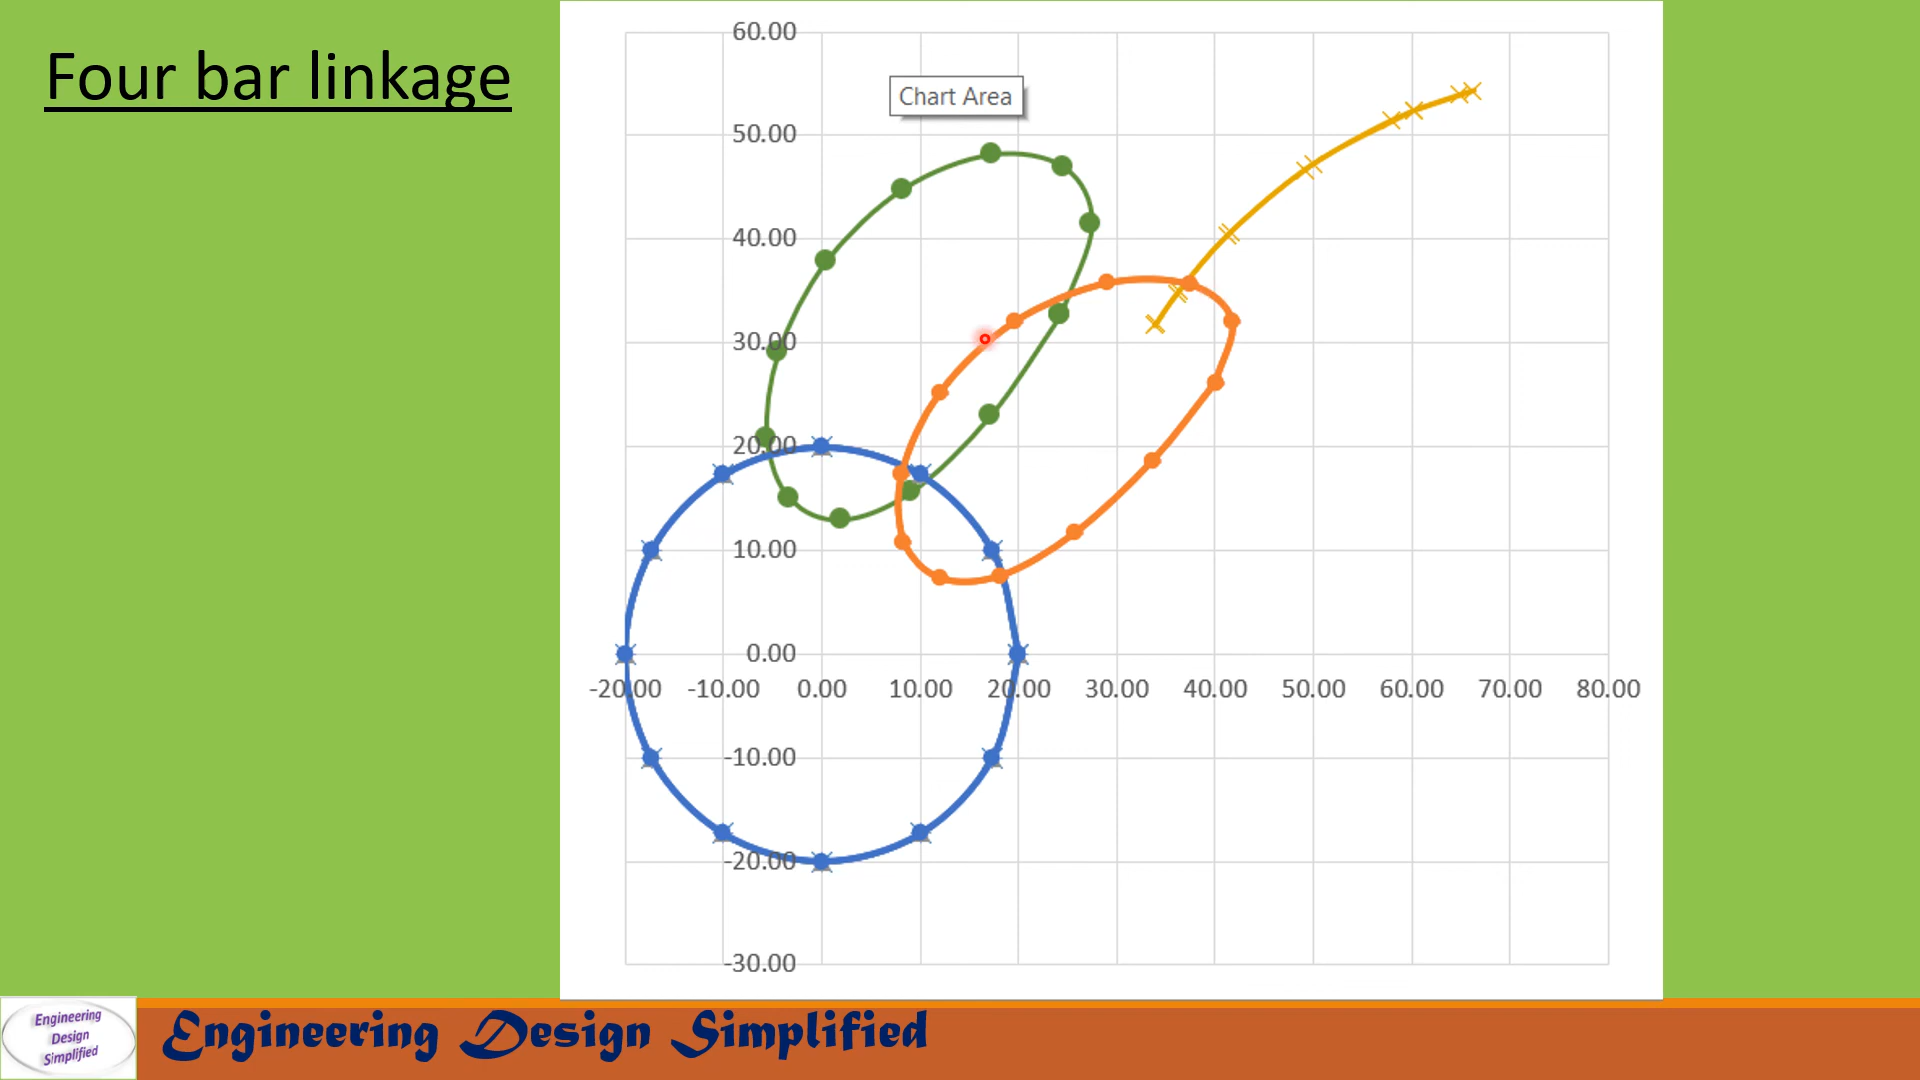 Four bar linkage
60.00
Chart Area
50.00
40.00
30.00
20.00
10.00
0.00
-20.00 -10.00 0.00 10.00 20.00 30.00 40.00 50.00 60.00 70.00 80.00
-10.00
-20.00
-30.00
Engineering
Design
Simplified
Engineering Design Simplified